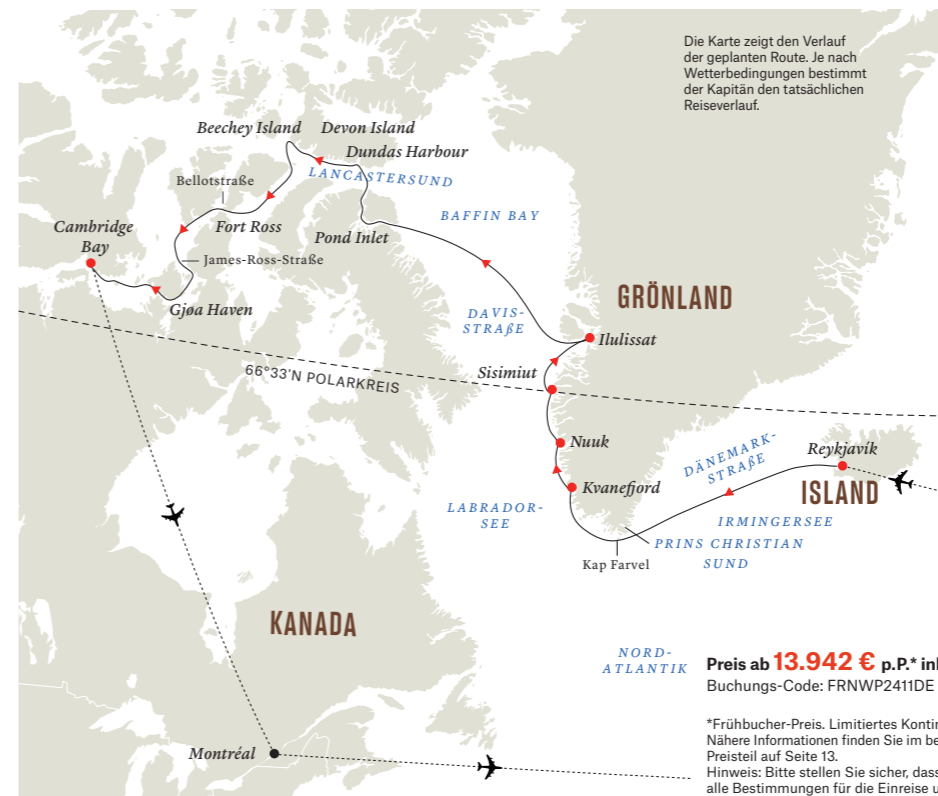 Die Karte zeigt den Verlauf
der geplanten Route. Je nach
Wetterbedingungen bestimmt
der Kapitän den tatsächlichen
Reiseverlauf.
Beechey Island
Devon Island
Dundas Harbour
LANCASTERSUND
Bellotstraße
BAFFIN BAY
Cambridge
Bay
Fort Ross
Pond Inlet
James-Ross-Straße
Gjøa Haven
GRÖNLAND
DAVIS-
STRAßE
Ilulissat
Sisimiut
66°33'N POLARKREIS
Nuuk
DÄNEMARK-
STRAßE
Reykjavík
Kvanefjord
ISLAND
LABRADOR-
SEE
IRMINGERSEE
PRINS CHRISTIAN
SUND
Kap Farvel
KANADA
NORD-
ATLANTIK
Preis ab 13.942 € p.P.*
Buchungs-Code: FRNWP2411DE
*Frühbucher-Preis. Limitiertes
Nähere Informationen finden Sie im
Preisteil auf Seite 13.
Hinweis: Bitte stellen Sie sicher,
alle Bestimmungen für die Einreise
Montréal